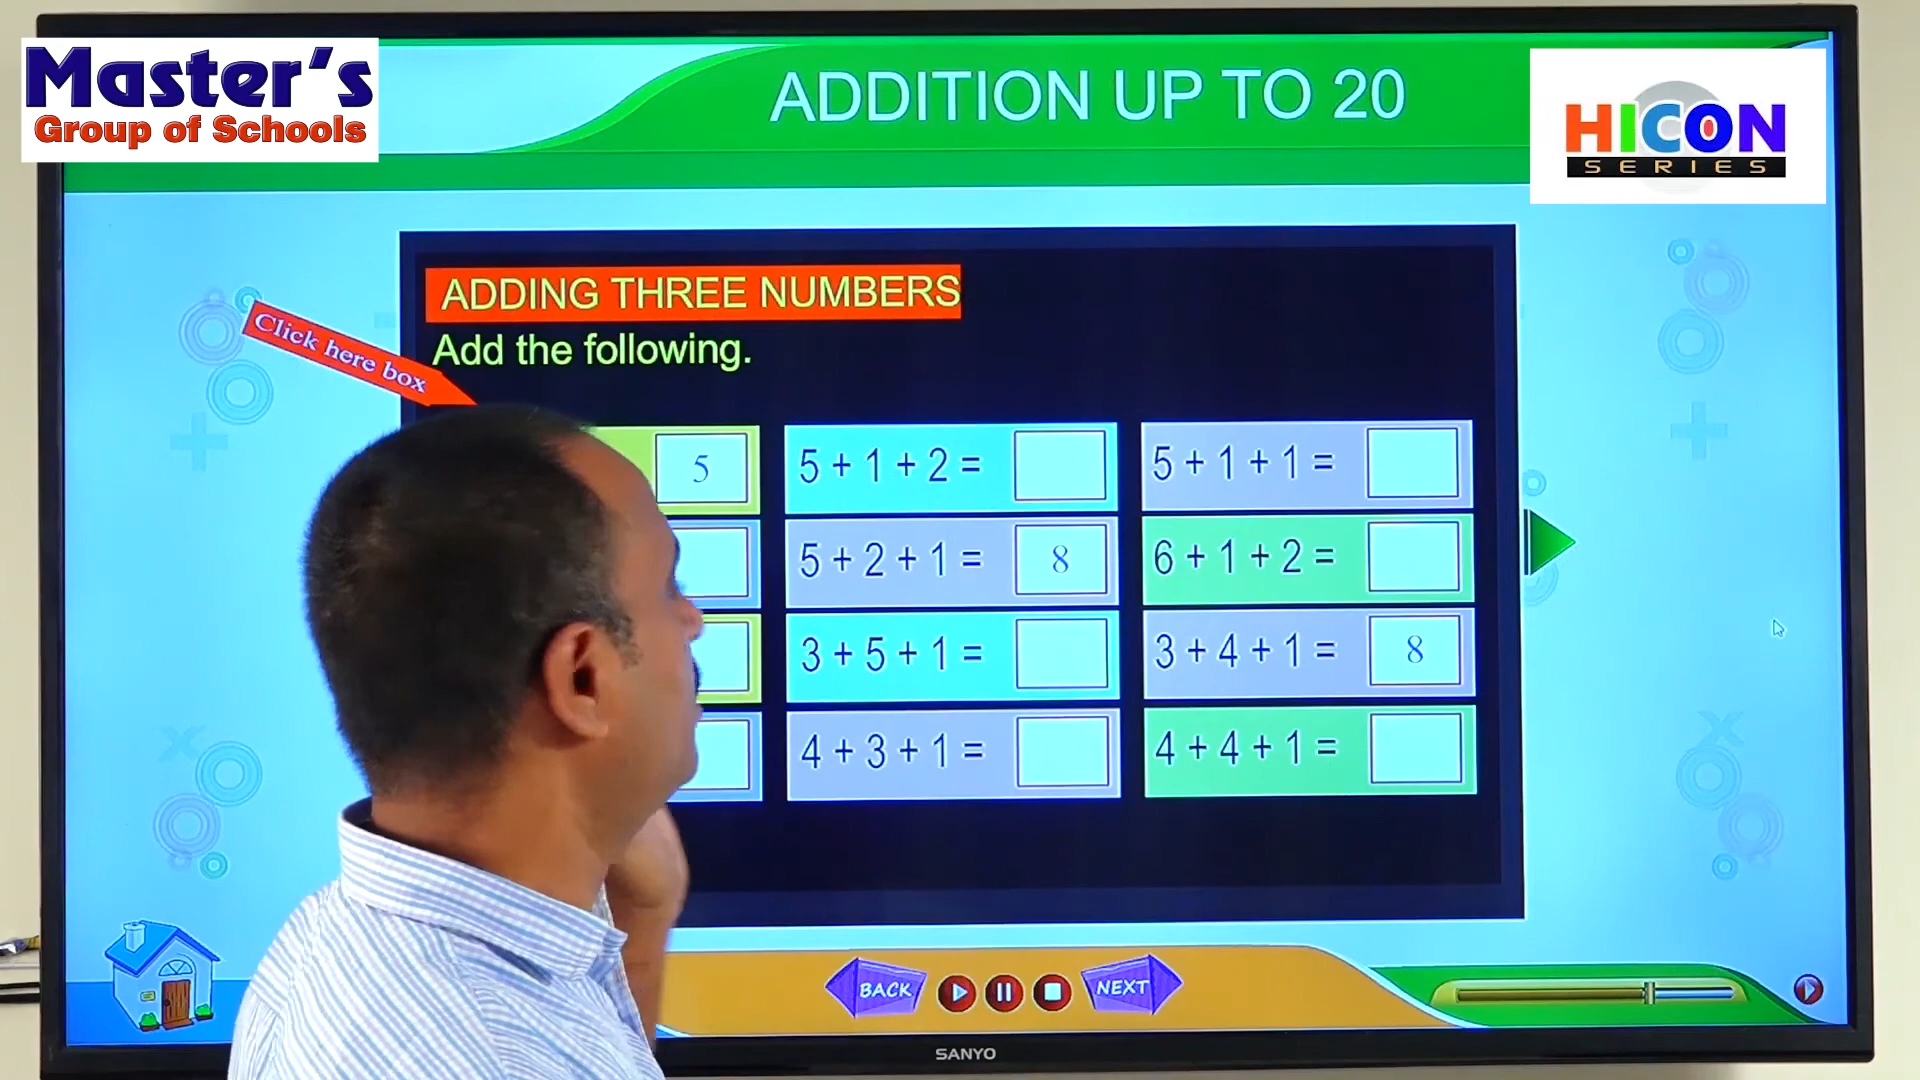 Master's
Group of Schools
ADDITION UP TO 20
HICON
SERIES
ADDING THREE NUMBERS
Add the following.
Click here box
5
5 + 1 + 2 =
5 + 1 + 1 =
5 + 2 + 1 = 8
6 + 1 + 2 =
3 + 5 + 1 =
3 + 4 + 1 = 8
4 + 3 + 1 =
4 + 4 + 1 =
BACK
NEXT
SANYO